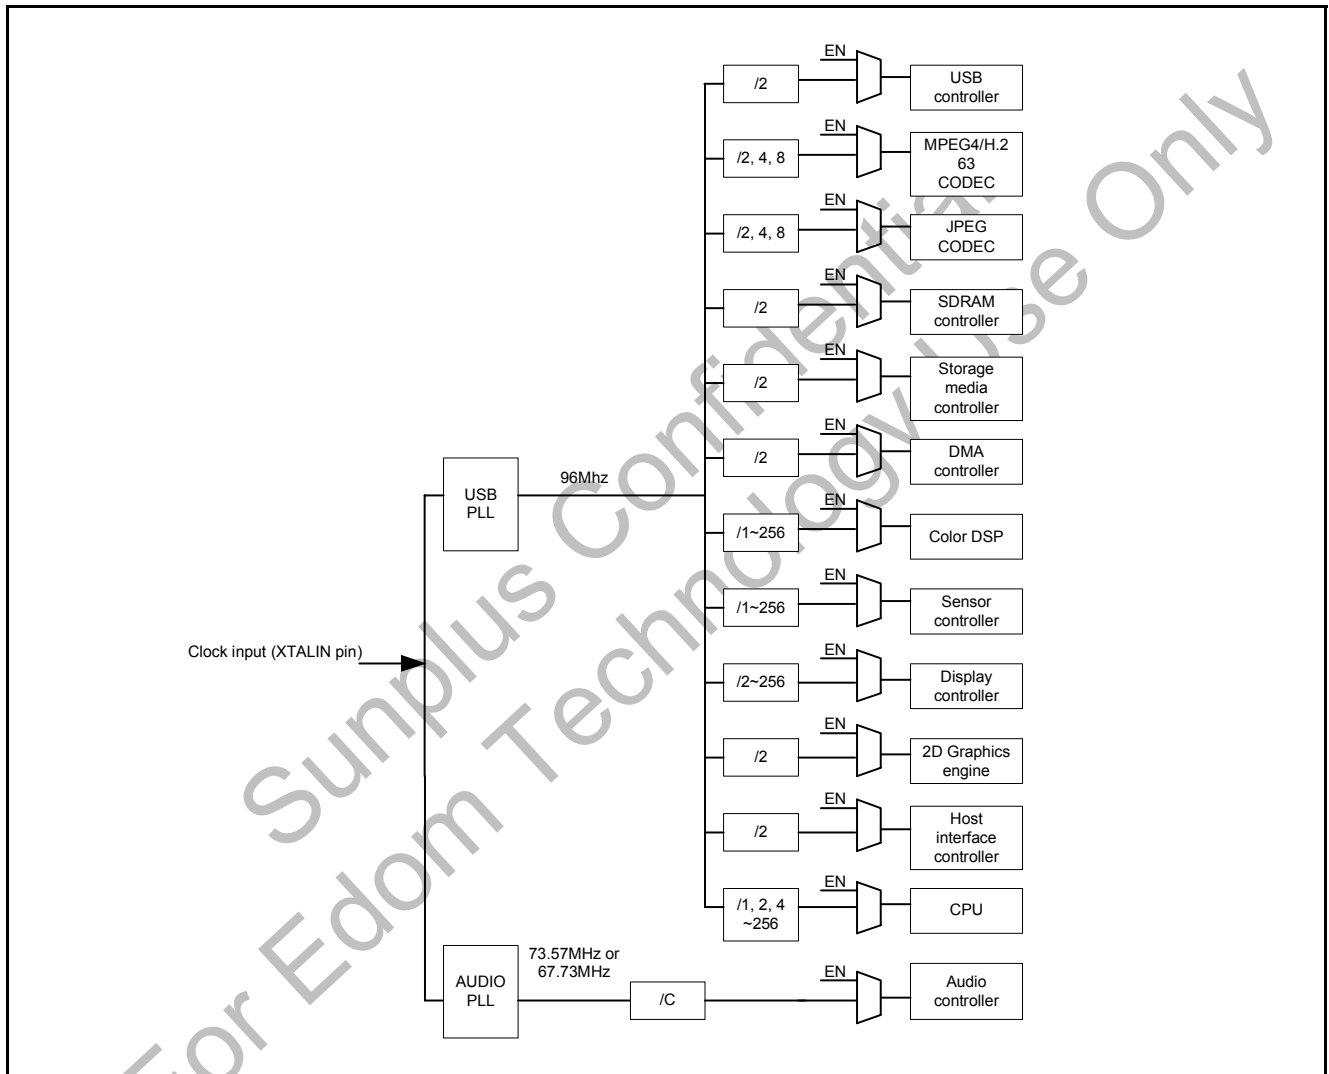 EN
/2
USB
controller
EN
/2, 4, 8
MPEG4/H.2
63
CODEC
EN
/2, 4, 8
JPEG
CODEC
EN
/2
SDRAM
controller
EN
/2
Storage
media
controller
EN
/2
DMA
controller
USB
PLL
96Mhz
EN
/1~256
Color DSP
EN
/1~256
Sensor
controller
Clock input (XTALIN pin)
EN
/2~256
Display
controller
EN
/2
2D Graphics
engine
EN
/2
Host
interface
controller
EN
/1, 2, 4
~256
CPU
AUDIO
PLL
73.57MHz or
67.73MHz
/C
EN
Audio
controller
Sunplus Confidential
For Edom Technology Use Only